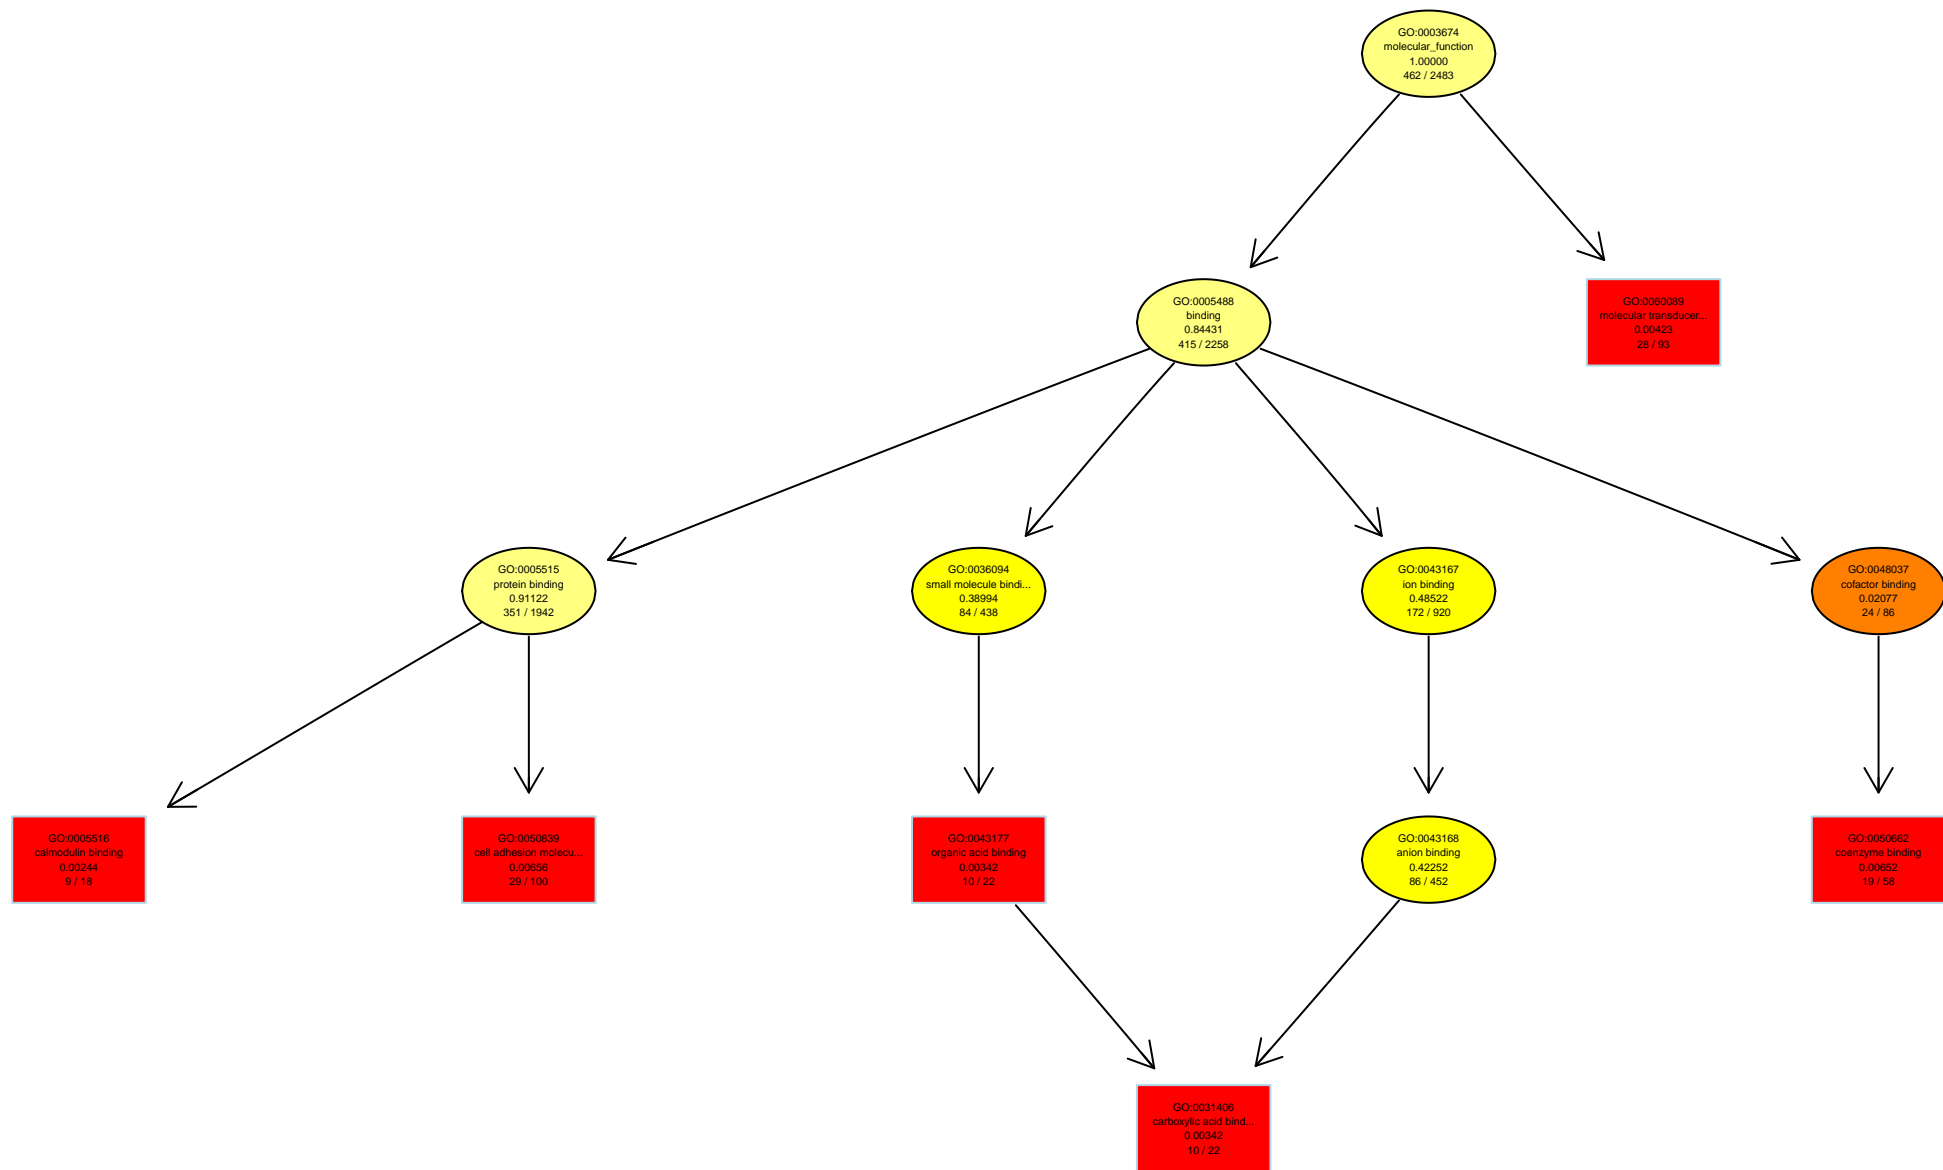 GO:0003674
molecular_function
1.00000
462 / 2483
GO:0005488
binding
0.84431
415 / 2258
GO:0060089
molecular transducer...
0.00423
28 / 93
GO:0005515
protein binding
0.91122
351 / 1942
GO:0036094
small molecule bindi...
0.38994
84 / 438
GO:0043167
ion binding
0.48522
172 / 920
GO:0048037
cofactor binding
0.02077
24 / 86
GO:0005516
calmodulin binding
0.00244
9 / 18
GO:0050839
cell adhesion molecu...
0.00656
29 / 100
GO:0043177
organic acid binding
0.00342
10 / 22
GO:0043168
anion binding
0.42252
86 / 452
GO:0050662
coenzyme binding
0.00652
19 / 58
GO:0031406
carboxylic acid bind...
0.00342
10 / 22